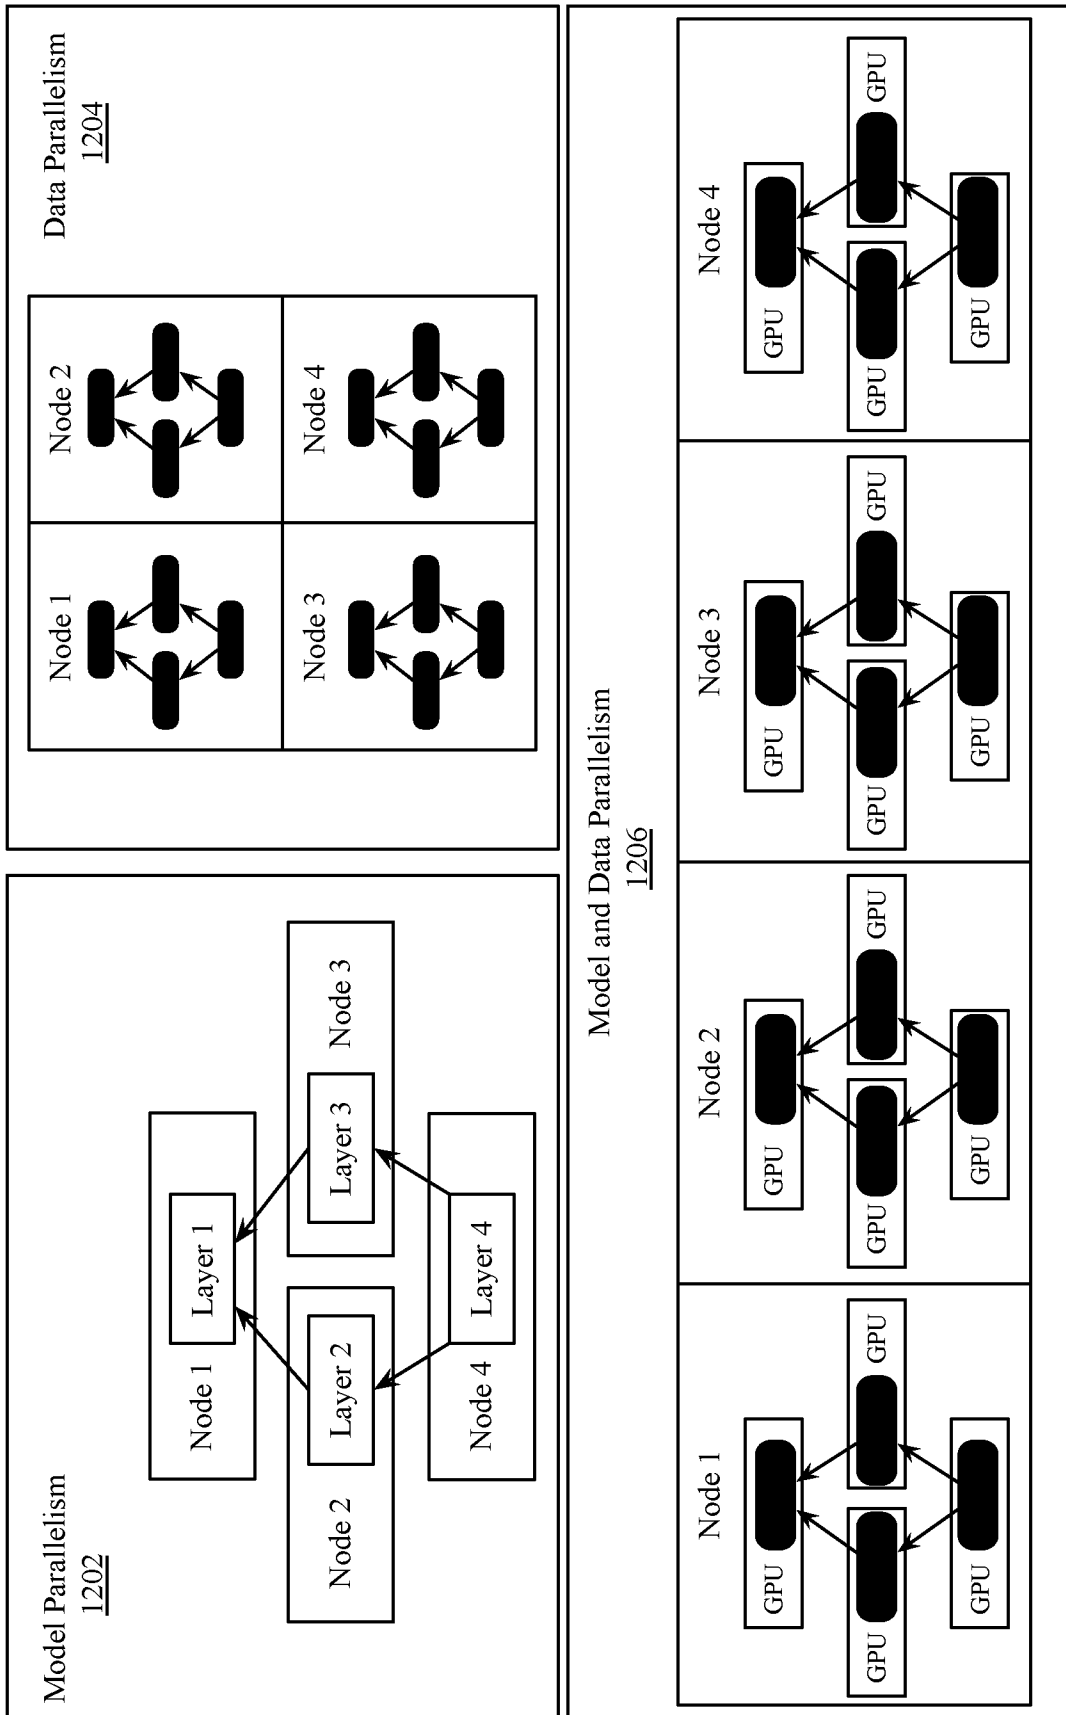 Model Parallelism
1202
Node 1
Layer 1
Node 2
Layer 2
Layer 3
Node 3
Node 4
Layer 4
Data Parallelism
1204
Node 1
Node 2
Node 3
Node 4
Model and Data Parallelism
1206
Node 1
GPU
GPU
GPU
GPU
Node 2
GPU
GPU
GPU
GPU
Node 3
GPU
GPU
GPU
GPU
Node 4
GPU
GPU
GPU
GPU